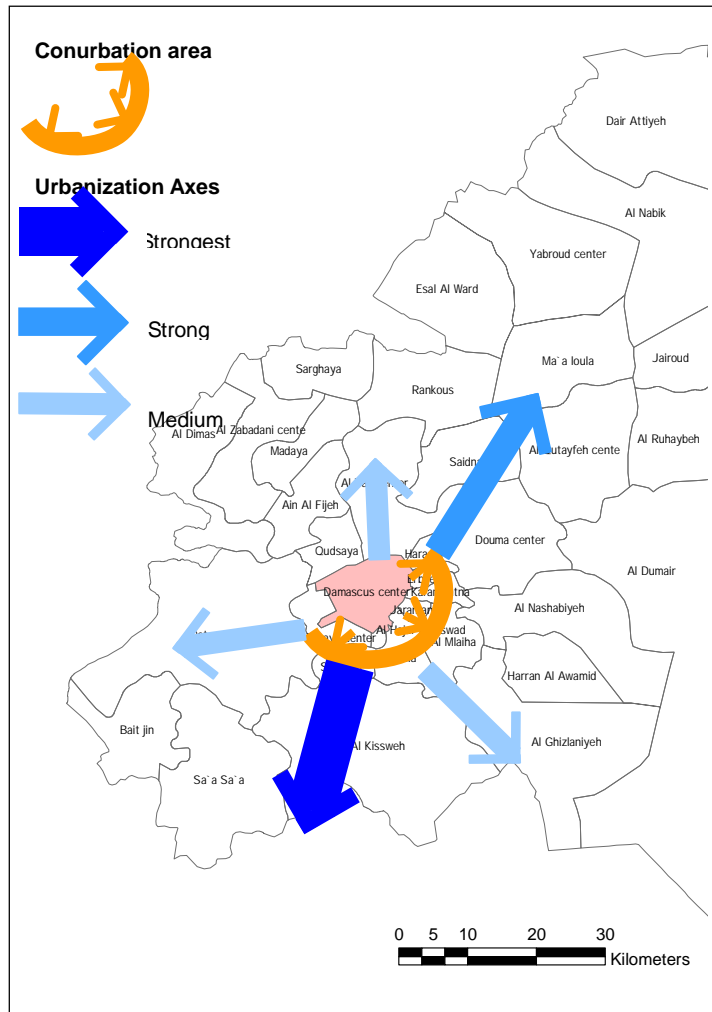 Conurbation area
Urbanization Axes
Strongest
Strong
Medium
Dair Attiyeh
Al Nabik
Yabroud center
Esal Al Ward
Ma`a loula
Jairoud
Sarghaya
Rankous
Al Dimas
Al Zabadani cente
Madaya
Al Ruhaybeh
Ain Al Fijeh
Qudsaya
Douma center
Al Dumair
Damascus center
Al Nashabiyeh
Al Mlaiha
Harran Al Awamid
Bait jin
Al Kissweh
Al Ghizlaniyeh
Sa`a Sa`a
0 5 10 20 30
Kilometers